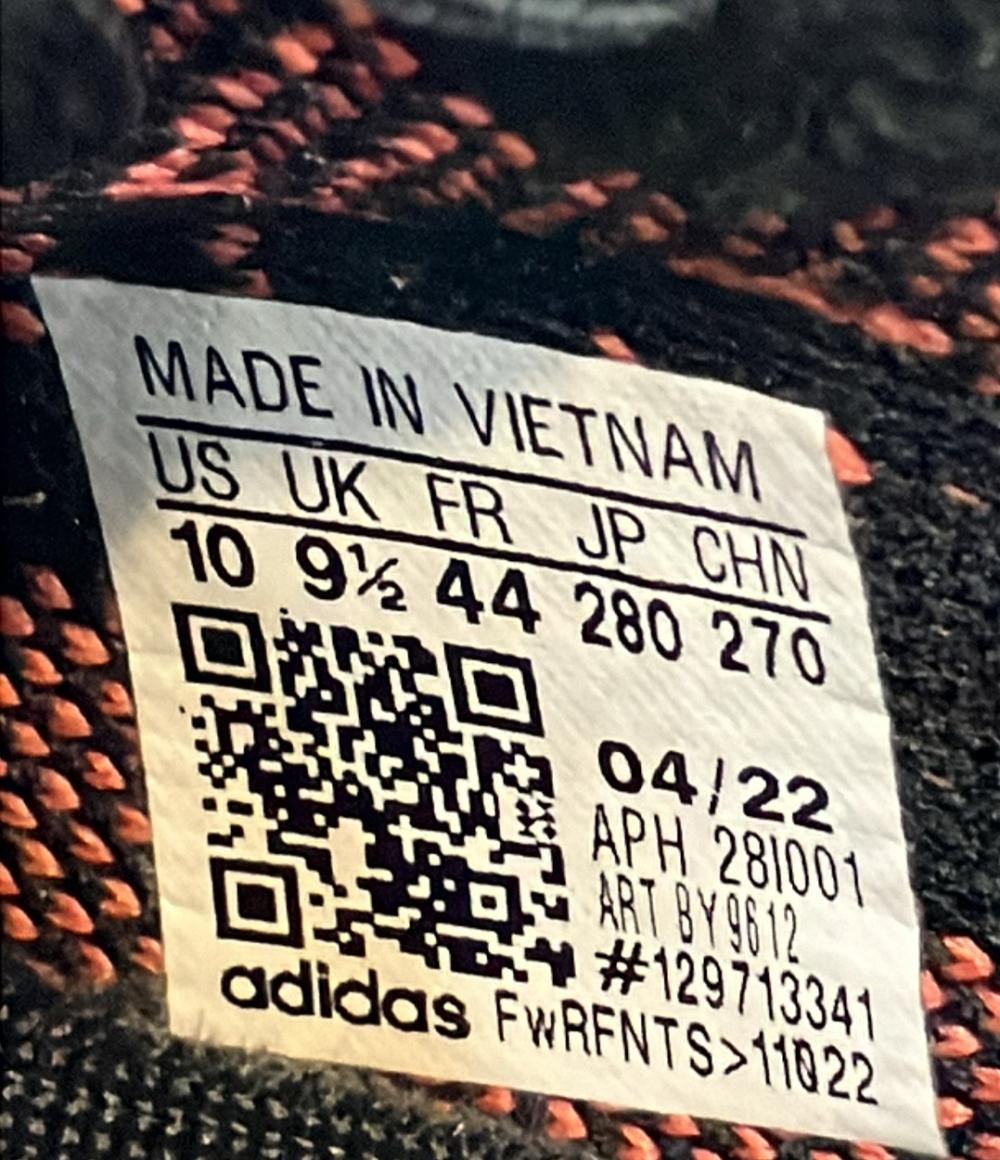 MADE IN VIETNAM
US UK FR JP CHN
10 9½ 44 280 270
04/22
APH 28I001
ART BY9612
#129713341
adidas FwRFNTS>11022